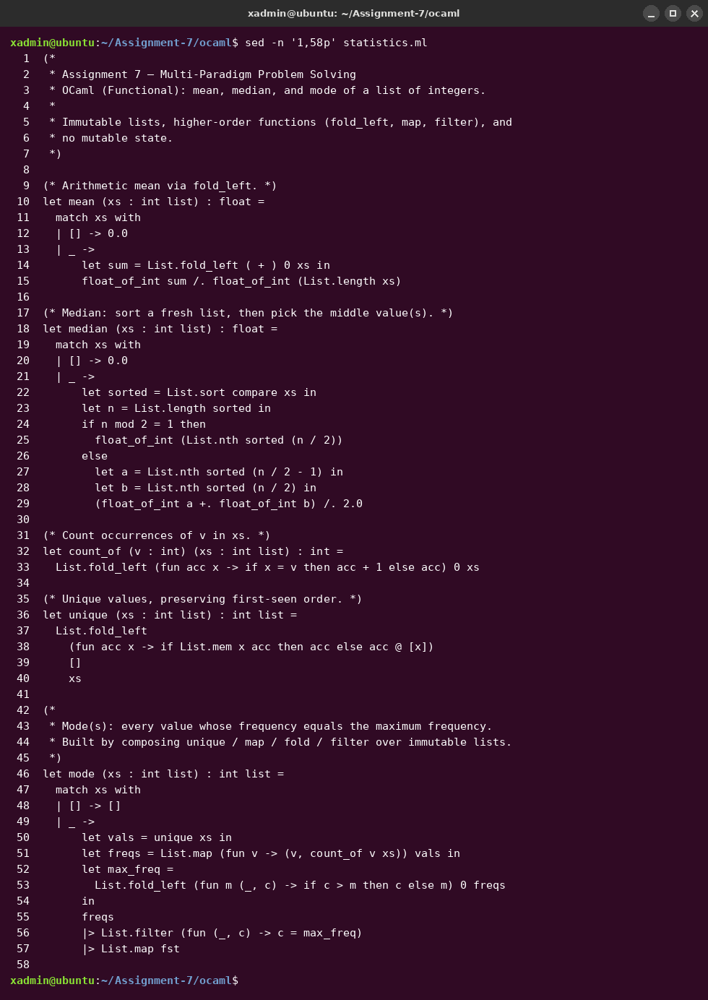 xadmin@ubuntu: ~/Assignment-7/ocaml
xadmin@ubuntu:~/Assignment-7/ocaml$ sed -n '1,58p' statistics.ml
  1  (*
  2   * Assignment 7 — Multi-Paradigm Problem Solving
  3   * OCaml (Functional): mean, median, and mode of a list of integers.
  4   *
  5   * Immutable lists, higher-order functions (fold_left, map, filter), and
  6   * no mutable state.
  7   *)
  8
  9  (* Arithmetic mean via fold_left. *)
 10  let mean (xs : int list) : float =
 11    match xs with
 12    | [] -> 0.0
 13    | _ ->
 14        let sum = List.fold_left ( + ) 0 xs in
 15        float_of_int sum /. float_of_int (List.length xs)
 16
 17  (* Median: sort a fresh list, then pick the middle value(s). *)
 18  let median (xs : int list) : float =
 19    match xs with
 20    | [] -> 0.0
 21    | _ ->
 22        let sorted = List.sort compare xs in
 23        let n = List.length sorted in
 24        if n mod 2 = 1 then
 25          float_of_int (List.nth sorted (n / 2))
 26        else
 27          let a = List.nth sorted (n / 2 - 1) in
 28          let b = List.nth sorted (n / 2) in
 29          (float_of_int a +. float_of_int b) /. 2.0
 30
 31  (* Count occurrences of v in xs. *)
 32  let count_of (v : int) (xs : int list) : int =
 33    List.fold_left (fun acc x -> if x = v then acc + 1 else acc) 0 xs
 34
 35  (* Unique values, preserving first-seen order. *)
 36  let unique (xs : int list) : int list =
 37    List.fold_left
 38      (fun acc x -> if List.mem x acc then acc else acc @ [x])
 39      []
 40      xs
 41
 42  (*
 43   * Mode(s): every value whose frequency equals the maximum frequency.
 44   * Built by composing unique / map / fold / filter over immutable lists.
 45   *)
 46  let mode (xs : int list) : int list =
 47    match xs with
 48    | [] -> []
 49    | _ ->
 50        let vals = unique xs in
 51        let freqs = List.map (fun v -> (v, count_of v xs)) vals in
 52        let max_freq =
 53          List.fold_left (fun m (_, c) -> if c > m then c else m) 0 freqs
 54        in
 55        freqs
 56        |> List.filter (fun (_, c) -> c = max_freq)
 57        |> List.map fst
 58
xadmin@ubuntu:~/Assignment-7/ocaml$